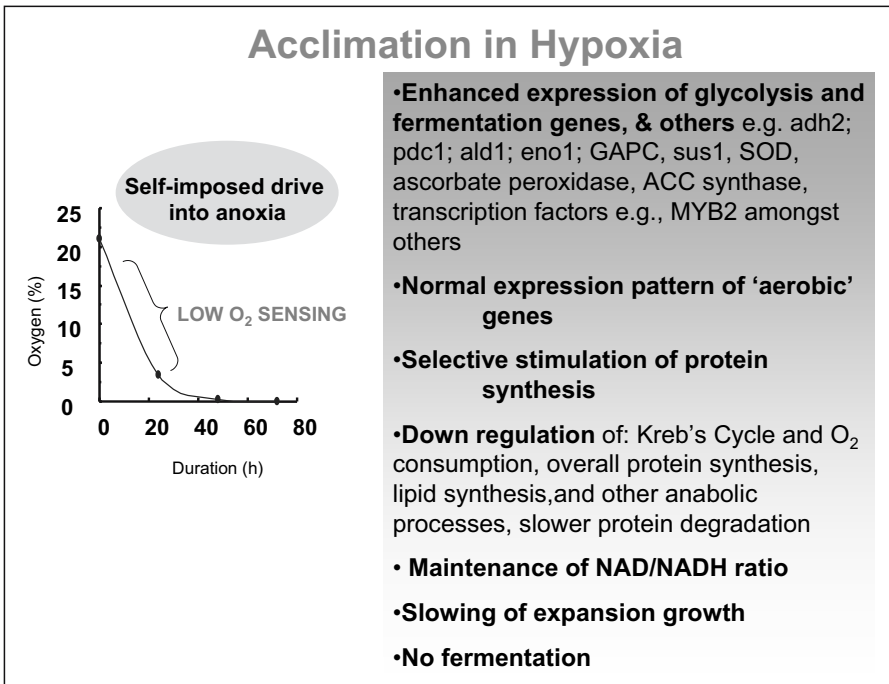 Acclimation in Hypoxia
Self-imposed drive
into anoxia
25
20
15
10
5
0
Oxygen (%)
LOW O₂ SENSING
0 20 40 60 80
Duration (h)
•Enhanced expression of glycolysis and
fermentation genes, & others e.g. adh2;
pdc1; ald1; eno1; GAPC, sus1, SOD,
ascorbate peroxidase, ACC synthase,
transcription factors e.g., MYB2 amongst
others
•Normal expression pattern of ‘aerobic’
genes
•Selective stimulation of protein
synthesis
•Down regulation of: Kreb’s Cycle and O₂
consumption, overall protein synthesis,
lipid synthesis,and other anabolic
processes, slower protein degradation
• Maintenance of NAD/NADH ratio
•Slowing of expansion growth
•No fermentation